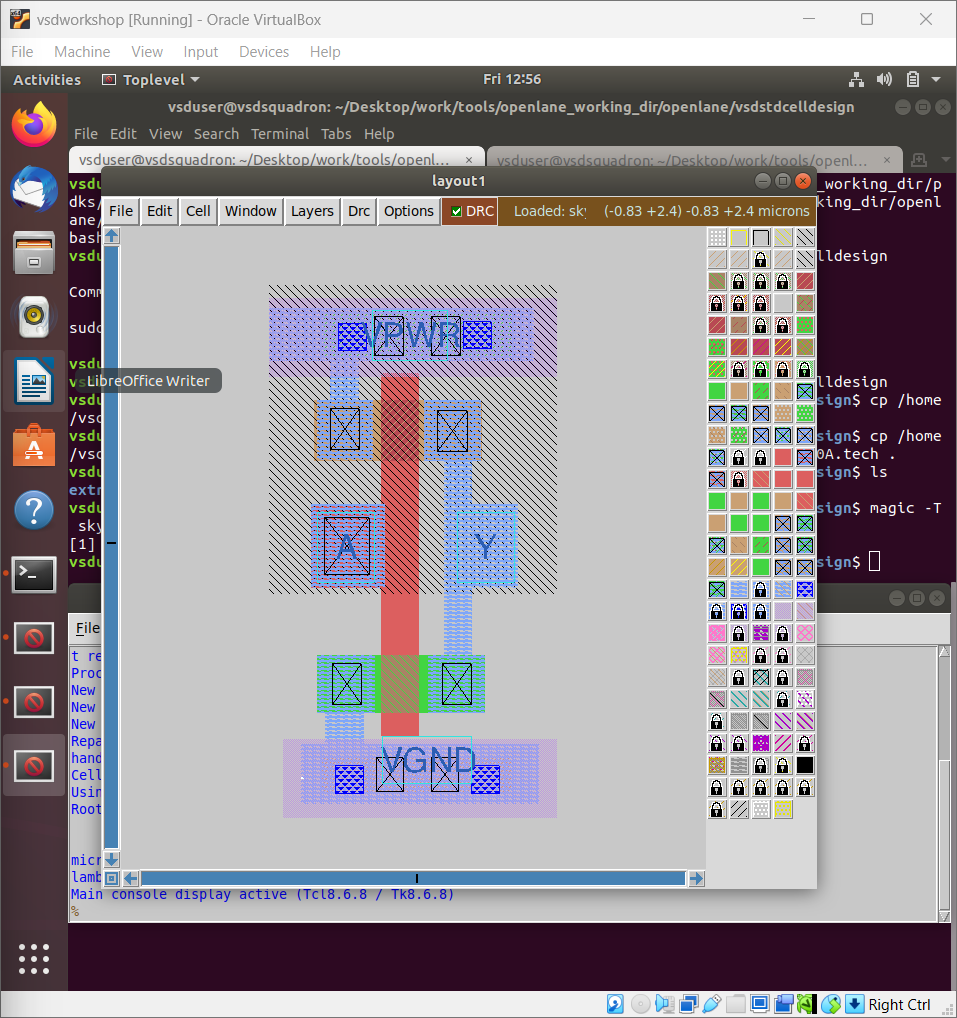 vsdworkshop [Running] - Oracle VirtualBox
File Machine View Input Devices Help
Activities Toplevel Fri 12:56
vsduser@vsdsquadron: ~/Desktop/work/tools/openlane_working_dir/openlane/vsdstdcelldesign
File Edit View Search Terminal Tabs Help
vsduser@vsdsquadron: ~/Desktop/work/tools/openl... × vsduser@vsdsquadron: ~/Desktop/work/tools/openl... ×
layout1
File Edit Cell Window Layers Drc Options DRC Loaded: sky (-0.83 +2.4) -0.83 +2.4 microns
vsdu _working_dir/p
dks/ king_dir/openl
ane/
bash
vsdu lldesign
Comm
sudo
vsdu
LibreOffice Writer
vsdu lldesign
vsdu sign$ cp /home
/vsd
vsdu sign$ cp /home
/vsd 0A.tech .
vsdu sign$ ls
extr
vsdu sign$ magic -T
sky
[1]
vsdu sign$
VPWR
A
Y
VGND
File
t re
Proc
New
New
New
Repa
hand
Cell
Usin
Root
micr
lamb
Main console display active (Tcl8.6.8 / Tk8.6.8)
%
Right Ctrl